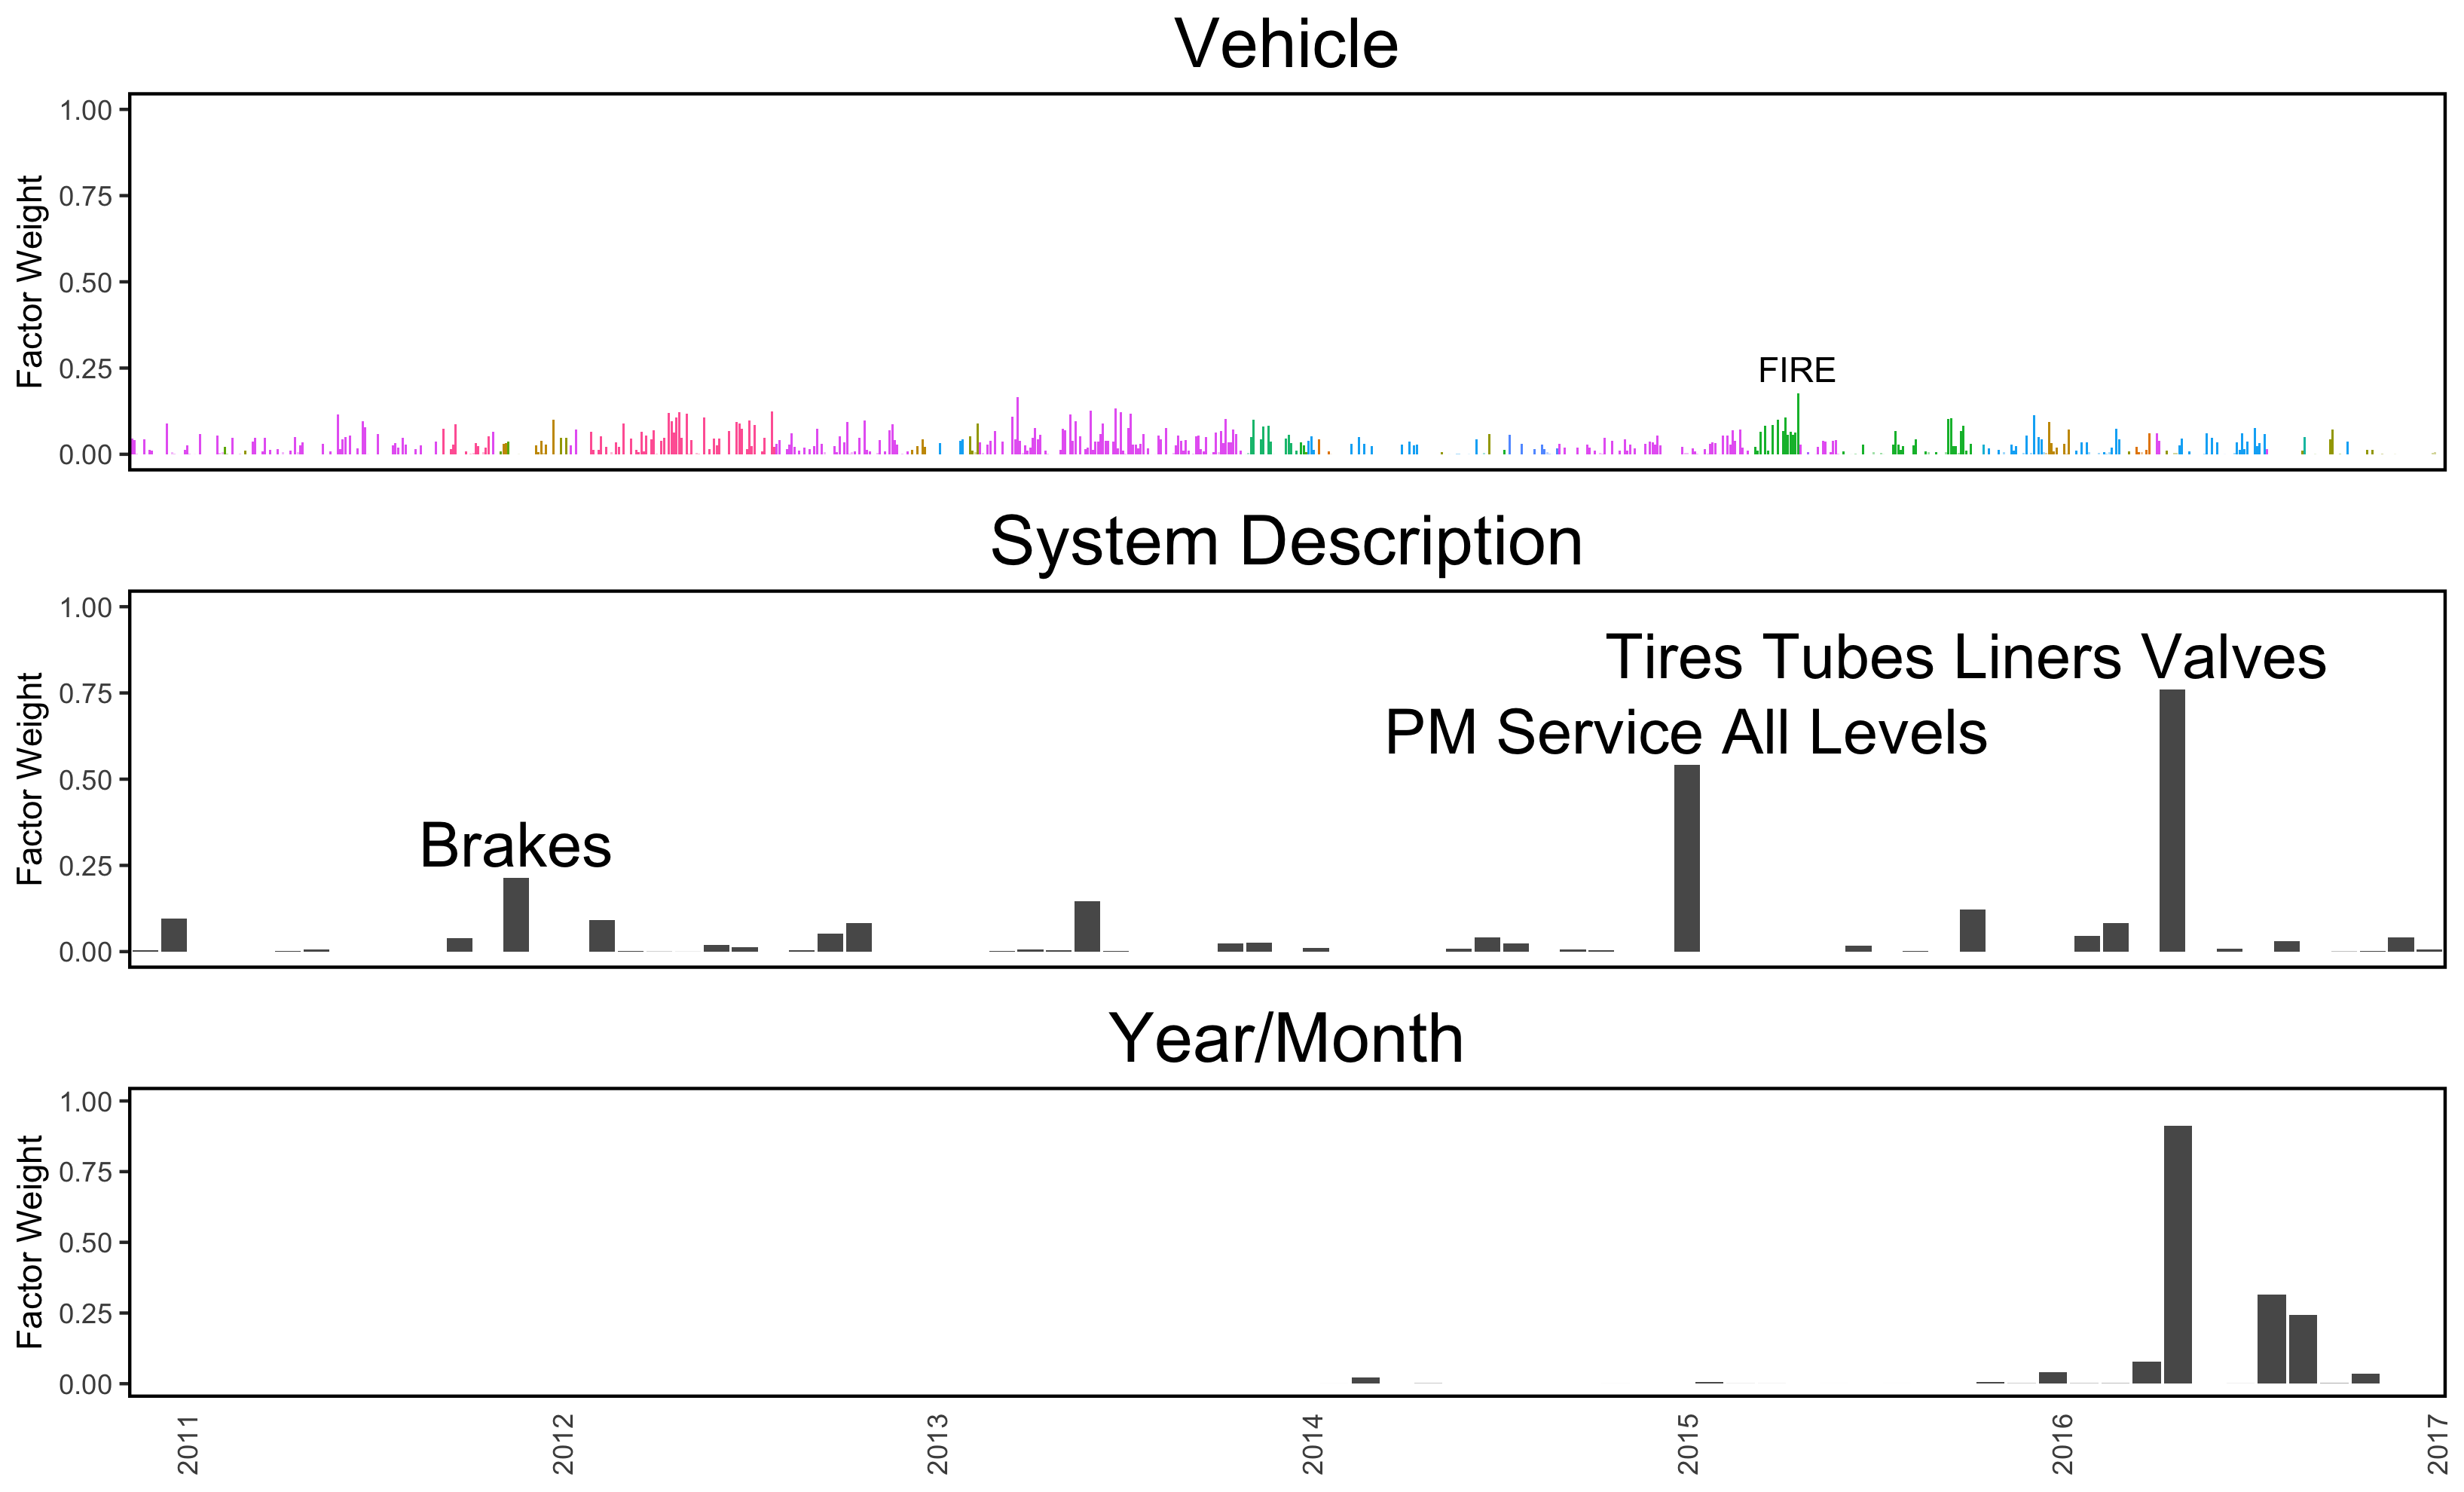 Vehicle
Factor Weight
1.00
0.75
0.50
0.25
0.00
FIRE
System Description
Factor Weight
1.00
0.75
0.50
0.25
0.00
Tires Tubes Liners Valves
PM Service All Levels
Brakes
Year/Month
Factor Weight
1.00
0.75
0.50
0.25
0.00
2011
2012
2013
2014
2015
2016
2017